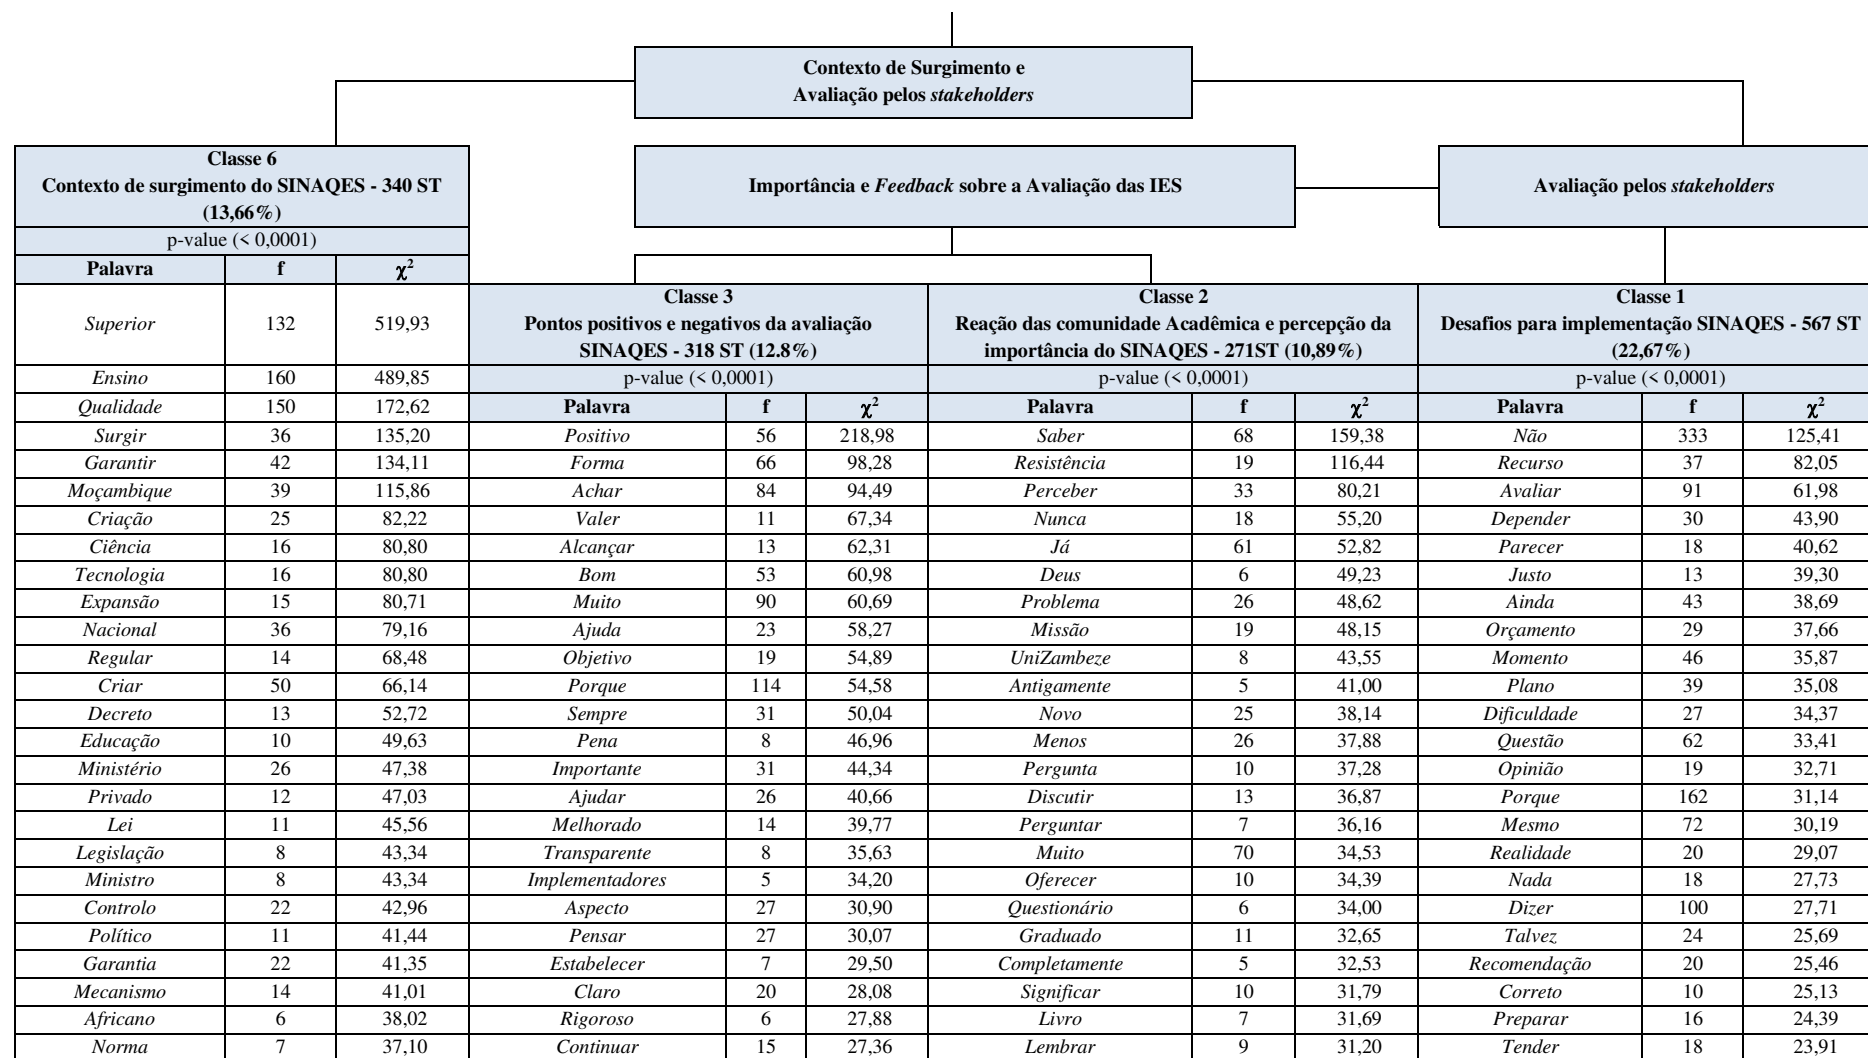 Contexto de Surgimento e
Avaliação pelos stakeholders
Classe 6
Contexto de surgimento do SINAQES - 340 ST
(13,66%)
p-value (< 0,0001)
Palavra f χ²
Superior 132 519,93
Ensino 160 489,85
Qualidade 150 172,62
Surgir 36 135,20
Garantir 42 134,11
Moçambique 39 115,86
Criação 25 82,22
Ciência 16 80,80
Tecnologia 16 80,80
Expansão 15 80,71
Nacional 36 79,16
Regular 14 68,48
Criar 50 66,14
Decreto 13 52,72
Educação 10 49,63
Ministério 26 47,38
Privado 12 47,03
Lei 11 45,56
Legislação 8 43,34
Ministro 8 43,34
Controlo 22 42,96
Político 11 41,44
Garantia 22 41,35
Mecanismo 14 41,01
Africano 6 38,02
Norma 7 37,10
Importância e Feedback sobre a Avaliação das IES
Avaliação pelos stakeholders
Classe 3
Pontos positivos e negativos da avaliação
SINAQES - 318 ST (12.8%)
p-value (< 0,0001)
Palavra f χ²
Positivo 56 218,98
Forma 66 98,28
Achar 84 94,49
Valer 11 67,34
Alcançar 13 62,31
Bom 53 60,98
Muito 90 60,69
Ajuda 23 58,27
Objetivo 19 54,89
Porque 114 54,58
Sempre 31 50,04
Pena 8 46,96
Importante 31 44,34
Ajudar 26 40,66
Melhorado 14 39,77
Transparente 8 35,63
Implementadores 5 34,20
Aspecto 27 30,90
Pensar 27 30,07
Estabelecer 7 29,50
Claro 20 28,08
Rigoroso 6 27,88
Continuar 15 27,36
Classe 2
Reação das comunidade Acadêmica e percepção da
importância do SINAQES - 271ST (10,89%)
p-value (< 0,0001)
Palavra f χ²
Saber 68 159,38
Resistência 19 116,44
Perceber 33 80,21
Nunca 18 55,20
Já 61 52,82
Deus 6 49,23
Problema 26 48,62
Missão 19 48,15
UniZambeze 8 43,55
Antigamente 5 41,00
Novo 25 38,14
Menos 26 37,88
Pergunta 10 37,28
Discutir 13 36,87
Perguntar 7 36,16
Muito 70 34,53
Oferecer 10 34,39
Questionário 6 34,00
Graduado 11 32,65
Completamente 5 32,53
Significar 10 31,79
Livro 7 31,69
Lembrar 9 31,20
Classe 1
Desafios para implementação SINAQES - 567 ST
(22,67%)
p-value (< 0,0001)
Palavra f χ²
Não 333 125,41
Recurso 37 82,05
Avaliar 91 61,98
Depender 30 43,90
Parecer 18 40,62
Justo 13 39,30
Ainda 43 38,69
Orçamento 29 37,66
Momento 46 35,87
Plano 39 35,08
Dificuldade 27 34,37
Questão 62 33,41
Opinião 19 32,71
Porque 162 31,14
Mesmo 72 30,19
Realidade 20 29,07
Nada 18 27,73
Dizer 100 27,71
Talvez 24 25,69
Recomendação 20 25,46
Correto 10 25,13
Preparar 16 24,39
Tender 18 23,91